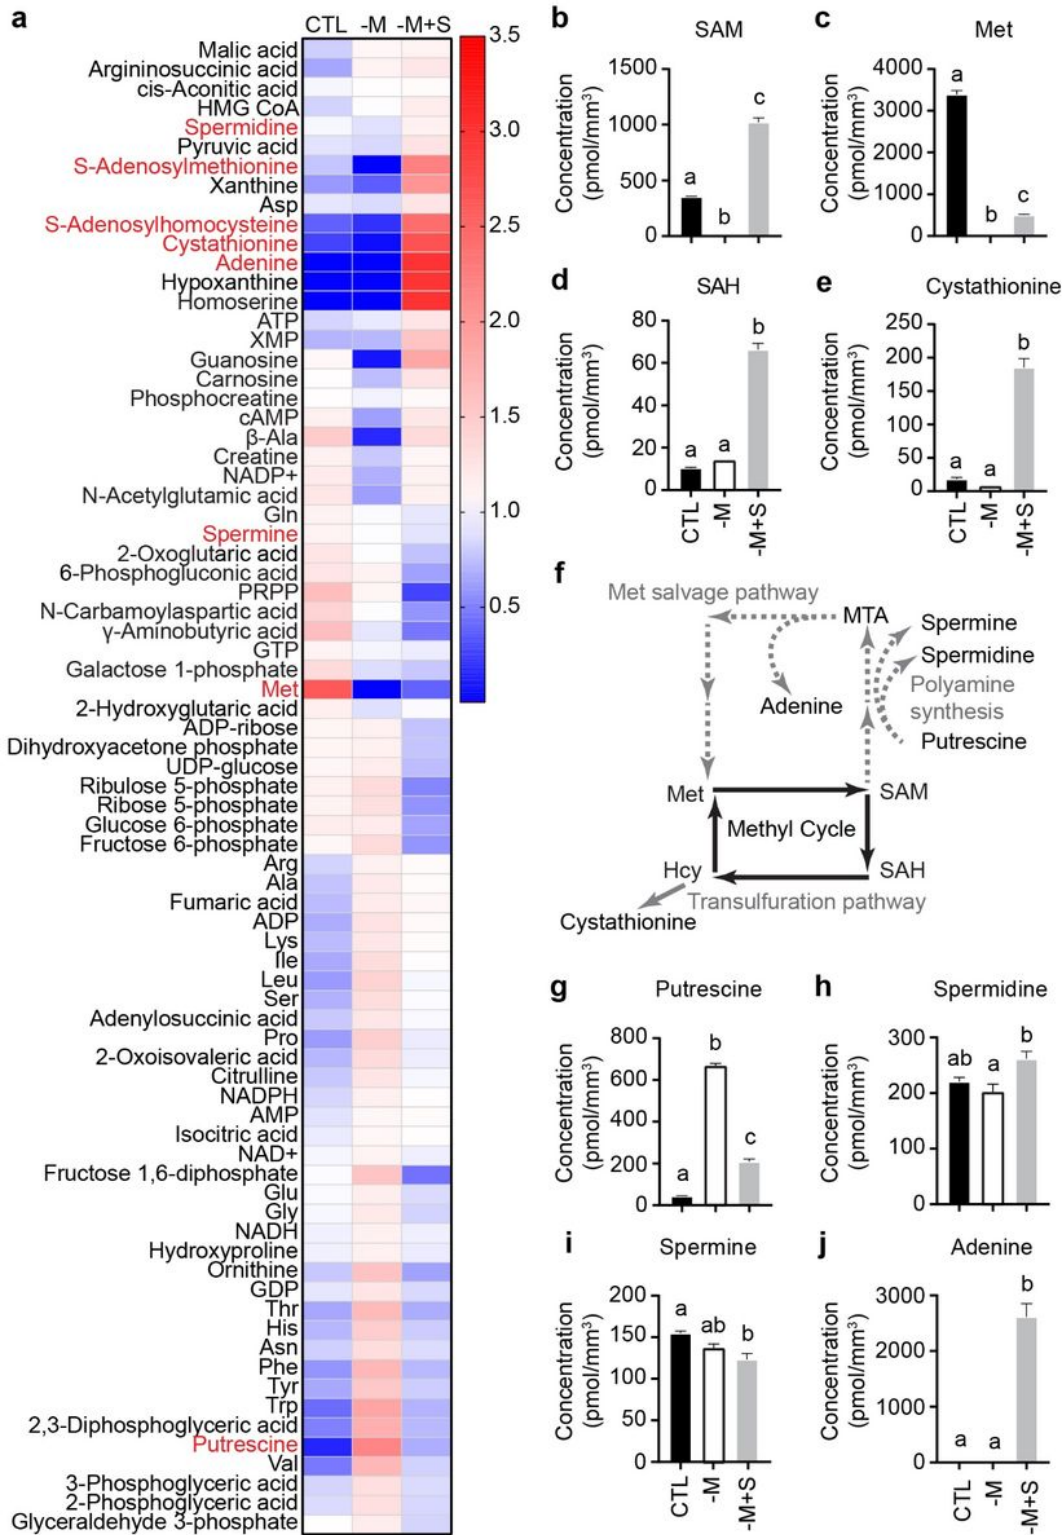 a
CTL -M -M+S
Malic acid
Argininosuccinic acid
cis-Aconitic acid
HMG CoA
Spermidine
Pyruvic acid
S-Adenosylmethionine
Xanthine
Asp
S-Adenosylhomocysteine
Cystathionine
Adenine
Hypoxanthine
Homoserine
ATP
XMP
Guanosine
Carnosine
Phosphocreatine
cAMP
β-Ala
Creatine
NADP+
N-Acetylglutamic acid
Gln
Spermine
2-Oxoglutaric acid
6-Phosphogluconic acid
PRPP
N-Carbamoylaspartic acid
γ-Aminobutyric acid
GTP
Galactose 1-phosphate
Met
2-Hydroxyglutaric acid
ADP-ribose
Dihydroxyacetone phosphate
UDP-glucose
Ribulose 5-phosphate
Ribose 5-phosphate
Glucose 6-phosphate
Fructose 6-phosphate
Arg
Ala
Fumaric acid
ADP
Lys
Ile
Leu
Ser
Adenylosuccinic acid
Pro
2-Oxoisovaleric acid
Citrulline
NADPH
AMP
Isocitric acid
NAD+
Fructose 1,6-diphosphate
Glu
Gly
NADH
Hydroxyproline
Ornithine
GDP
Thr
His
Asn
Phe
Tyr
Trp
2,3-Diphosphoglyceric acid
Putrescine
Val
3-Phosphoglyceric acid
2-Phosphoglyceric acid
Glyceraldehyde 3-phosphate
3.5
3.0
2.5
2.0
1.5
1.0
0.5
b
SAM
Concentration
(pmol/mm³)
1500
1000
500
0
a
b
c
c
Met
Concentration
(pmol/mm³)
4000
3000
2000
1000
0
a
b
c
d
SAH
Concentration
(pmol/mm³)
80
60
40
20
0
a
a
b
CTL
-M
-M+S
e
Cystathionine
Concentration
(pmol/mm³)
250
200
150
100
50
0
a
a
b
CTL
-M
-M+S
f
Met salvage pathway
MTA
Spermine
Spermidine
Polyamine
synthesis
Adenine
Putrescine
Met
SAM
Methyl Cycle
Hcy
SAH
Transulfuration pathway
Cystathionine
g
Putrescine
Concentration
(pmol/mm³)
800
600
400
200
0
a
b
c
h
Spermidine
Concentration
(pmol/mm³)
300
200
100
0
ab
a
b
i
Spermine
Concentration
(pmol/mm³)
200
150
100
50
0
a
ab
b
CTL
-M
-M+S
j
Adenine
Concentration
(pmol/mm³)
3000
2000
1000
0
a
a
b
CTL
-M
-M+S